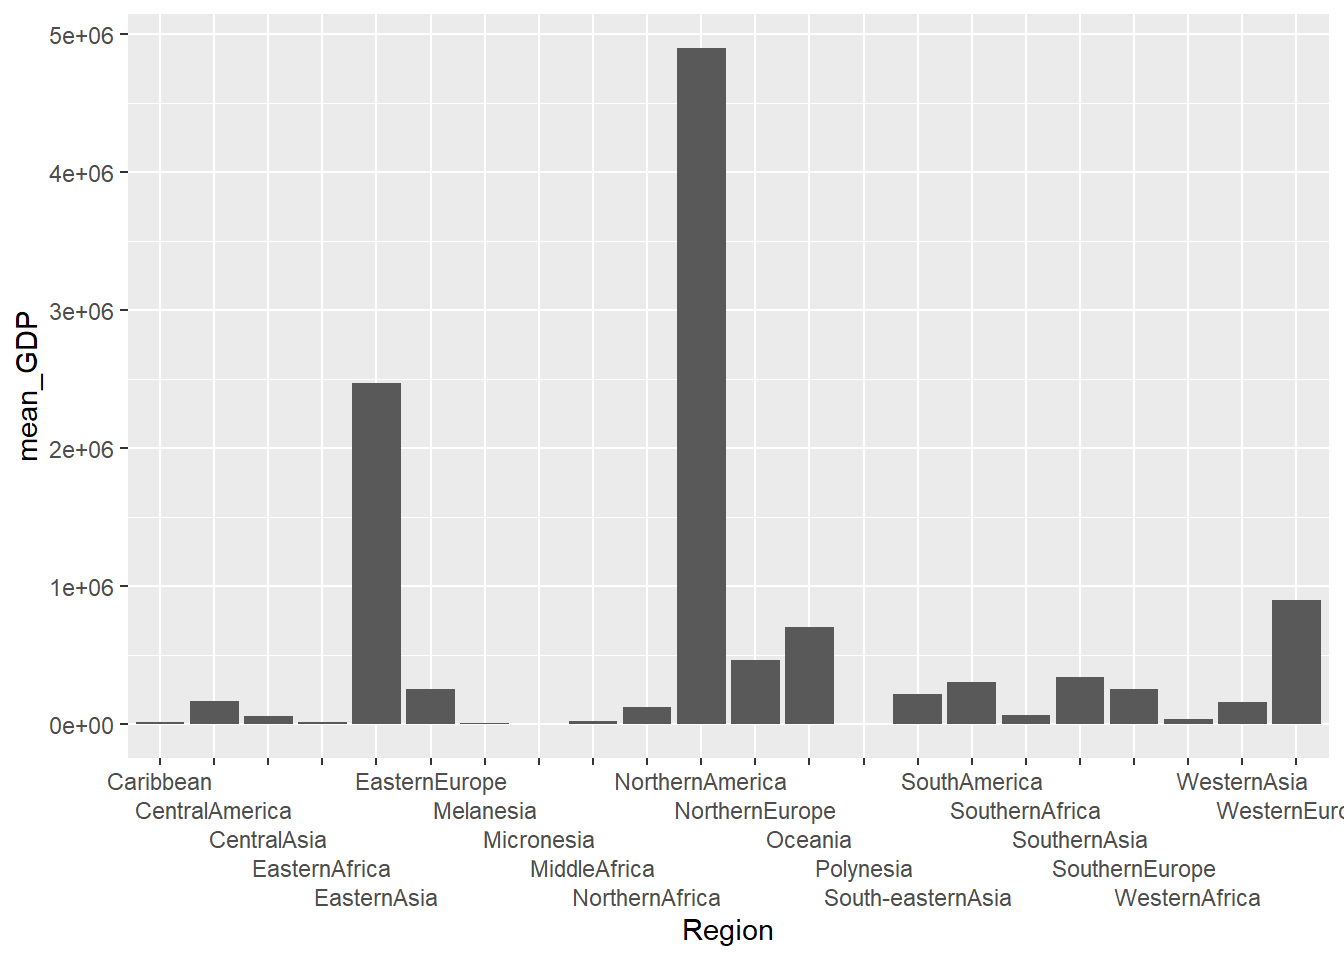 5e+06
4e+06
3e+06
2e+06
1e+06
0e+00
mean_GDP
Caribbean EasternEurope NorthernAmerica SouthAmerica WesternAsia
CentralAmerica Melanesia NorthernEurope SouthernAfrica WesternEuro
CentralAsia Micronesia Oceania SouthernAsia
EasternAfrica MiddleAfrica Polynesia SouthernEurope
EasternAsia NorthernAfrica South-easternAsia WesternAfrica
Region